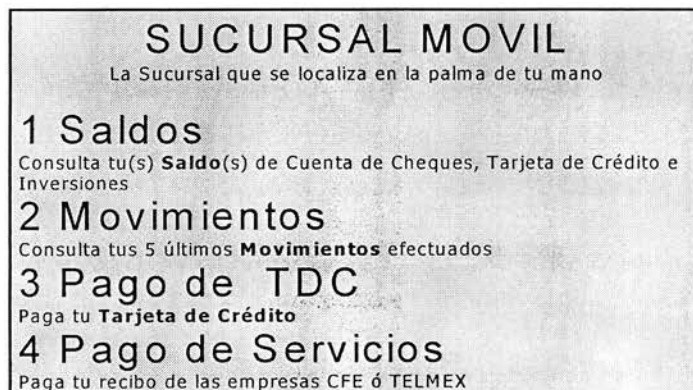 SUCURSAL MOVIL
La Sucursal que se localiza en la palma de tu mano
1 Saldos
Consulta tu(s) Saldo(s) de Cuenta de Cheques, Tarjeta de Crédito e
Inversiones
2 Movimientos
Consulta tus 5 últimos Movimientos efectuados
3 Pago de TDC
Paga tu Tarjeta de Crédito
4 Pago de Servicios
Paga tu recibo de las empresas CFE ó TELMEX